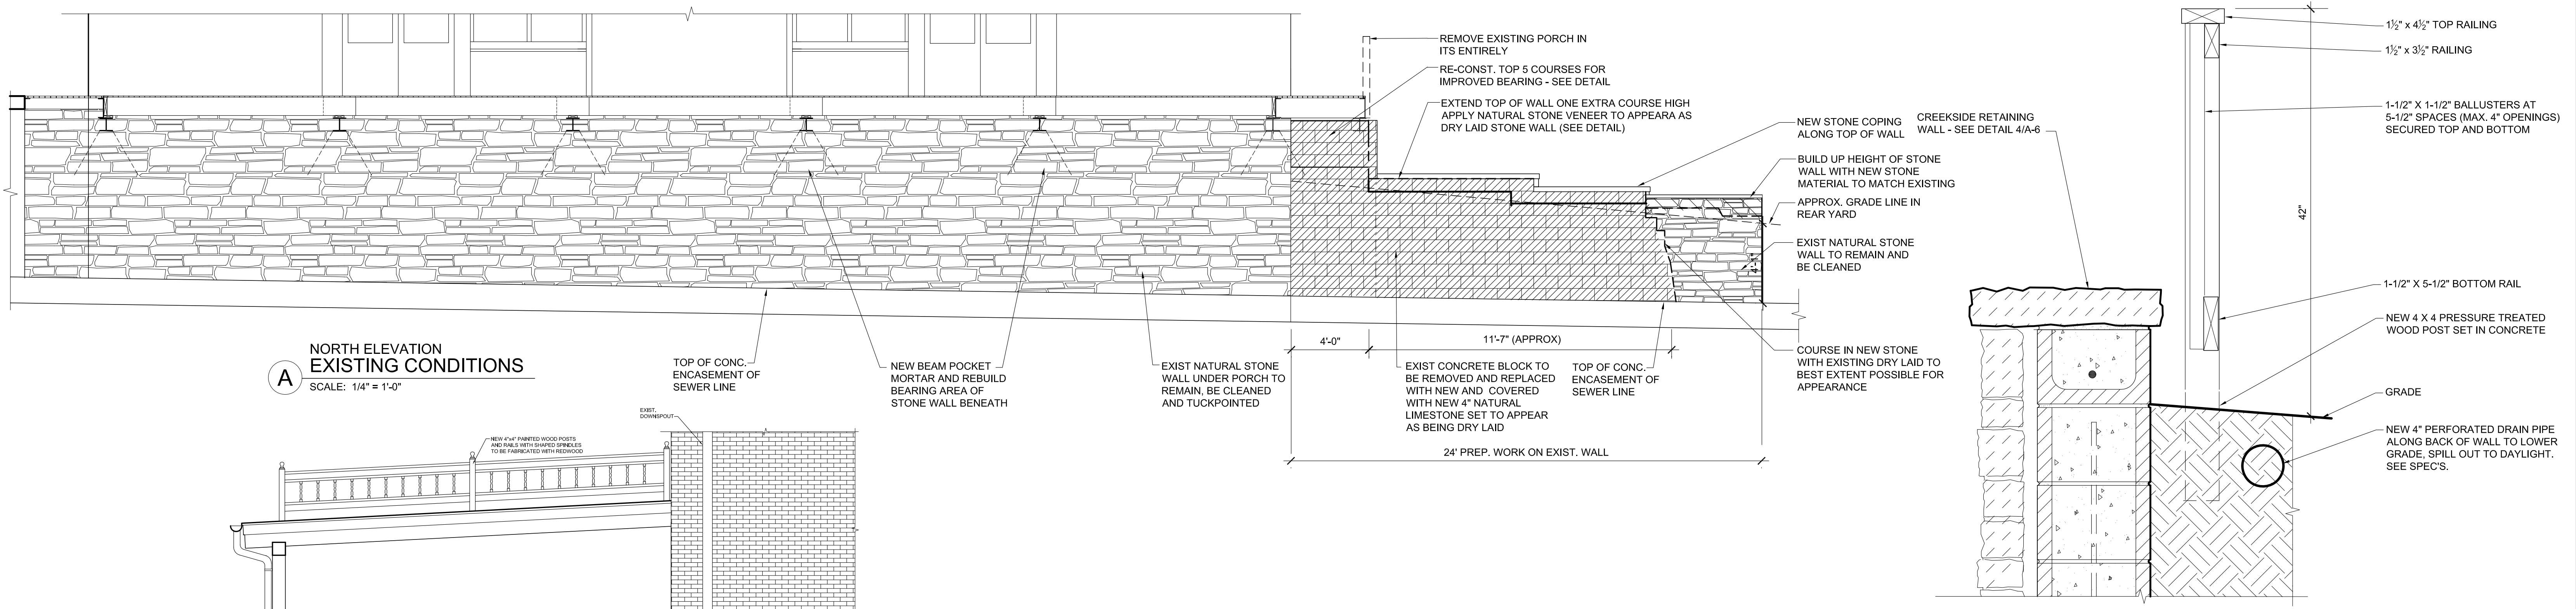 REMOVE EXISTING PORCH IN
ITS ENTIRELY
RE-CONST. TOP 5 COURSES FOR
IMPROVED BEARING - SEE DETAIL
EXTEND TOP OF WALL ONE EXTRA COURSE HIGH
APPLY NATURAL STONE VENEER TO APPEARA AS
DRY LAID STONE WALL (SEE DETAIL)
NEW STONE COPING
ALONG TOP OF WALL
BUILD UP HEIGHT OF STONE
WALL WITH NEW STONE
MATERIAL TO MATCH EXISTING
APPROX. GRADE LINE IN
REAR YARD
EXIST NATURAL STONE
WALL TO REMAIN AND
BE CLEANED
COURSE IN NEW STONE
WITH EXISTING DRY LAID TO
BEST EXTENT POSSIBLE FOR
APPEARANCE
4'-0"
11'-7" (APPROX)
TOP OF CONC.
ENCASEMENT OF
SEWER LINE
NEW BEAM POCKET
MORTAR AND REBUILD
BEARING AREA OF
STONE WALL BENEATH
EXIST NATURAL STONE
WALL UNDER PORCH TO
REMAIN, BE CLEANED
AND TUCKPOINTED
EXIST CONCRETE BLOCK TO
BE REMOVED AND REPLACED
WITH NEW AND COVERED
WITH NEW 4" NATURAL
LIMESTONE SET TO APPEAR
AS BEING DRY LAID
TOP OF CONC.
ENCASEMENT OF
SEWER LINE
24' PREP. WORK ON EXIST. WALL
A
NORTH ELEVATION
EXISTING CONDITIONS
SCALE: 1/4" = 1'-0"
EXIST.
DOWNSPOUT
NEW 4"x4" PAINTED WOOD POSTS
AND RAILS WITH SHAPED SPINDLES
TO BE FABRICATED WITH REDWOOD
CREEKSIDE RETAINING
WALL - SEE DETAIL 4/A-6
1½" x 4½" TOP RAILING
1½" x 3½" RAILING
1-1/2" X 1-1/2" BALLUSTERS AT
5-1/2" SPACES (MAX. 4" OPENINGS)
SECURED TOP AND BOTTOM
42"
1-1/2" X 5-1/2" BOTTOM RAIL
NEW 4 X 4 PRESSURE TREATED
WOOD POST SET IN CONCRETE
GRADE
NEW 4" PERFORATED DRAIN PIPE
ALONG BACK OF WALL TO LOWER
GRADE, SPILL OUT TO DAYLIGHT.
SEE SPEC'S.